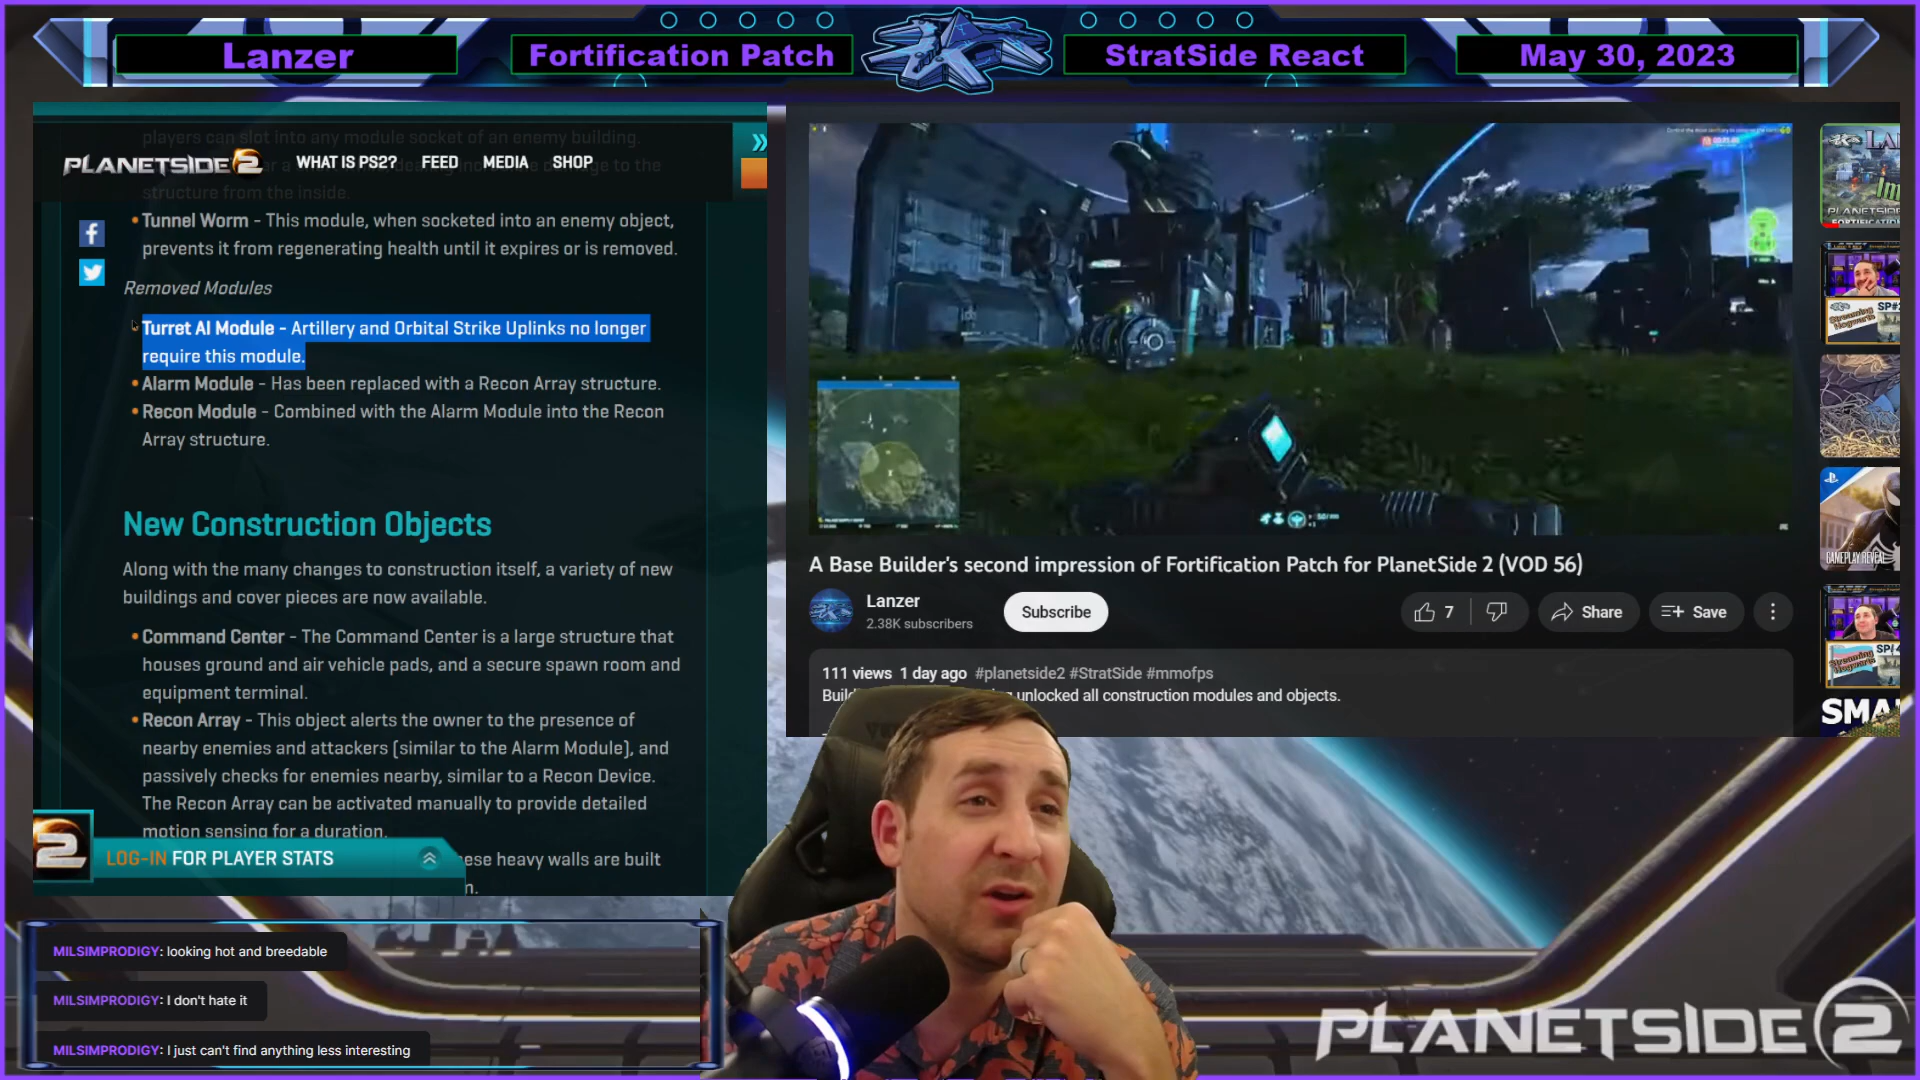 Lanzer
Fortification Patch
StratSide React
May 30, 2023
players can slot into any module socket of an enemy building.
PLANETSIDE 2
WHAT IS PS2?
FEED
MEDIA
SHOP
structure from the inside.
Tunnel Worm - This module, when socketed into an enemy object,
prevents it from regenerating health until it expires or is removed.
Removed Modules
Turret AI Module - Artillery and Orbital Strike Uplinks no longer
require this module.
Alarm Module - Has been replaced with a Recon Array structure.
Recon Module - Combined with the Alarm Module into the Recon
Array structure.
New Construction Objects
Along with the many changes to construction itself, a variety of new
buildings and cover pieces are now available.
Command Center - The Command Center is a large structure that
houses ground and air vehicle pads, and a secure spawn room and
equipment terminal.
Recon Array - This object alerts the owner to the presence of
nearby enemies and attackers (similar to the Alarm Module), and
passively checks for enemies nearby, similar to a Recon Device.
The Recon Array can be activated manually to provide detailed
motion sensing for a duration.
ese heavy walls are built
n.
2
LOG-IN FOR PLAYER STATS
A Base Builder's second impression of Fortification Patch for PlanetSide 2 (VOD 56)
Lanzer
2.38K subscribers
Subscribe
7
Share
Save
111 views 1 day ago #planetside2 #StratSide #mmofps
unlocked all construction modules and objects.
GAMEPLAY REVEAL
SMA
MILSIMPRODIGY: looking hot and breedable
MILSIMPRODIGY: I don't hate it
MILSIMPRODIGY: I just can't find anything less interesting
PLANETSIDE 2